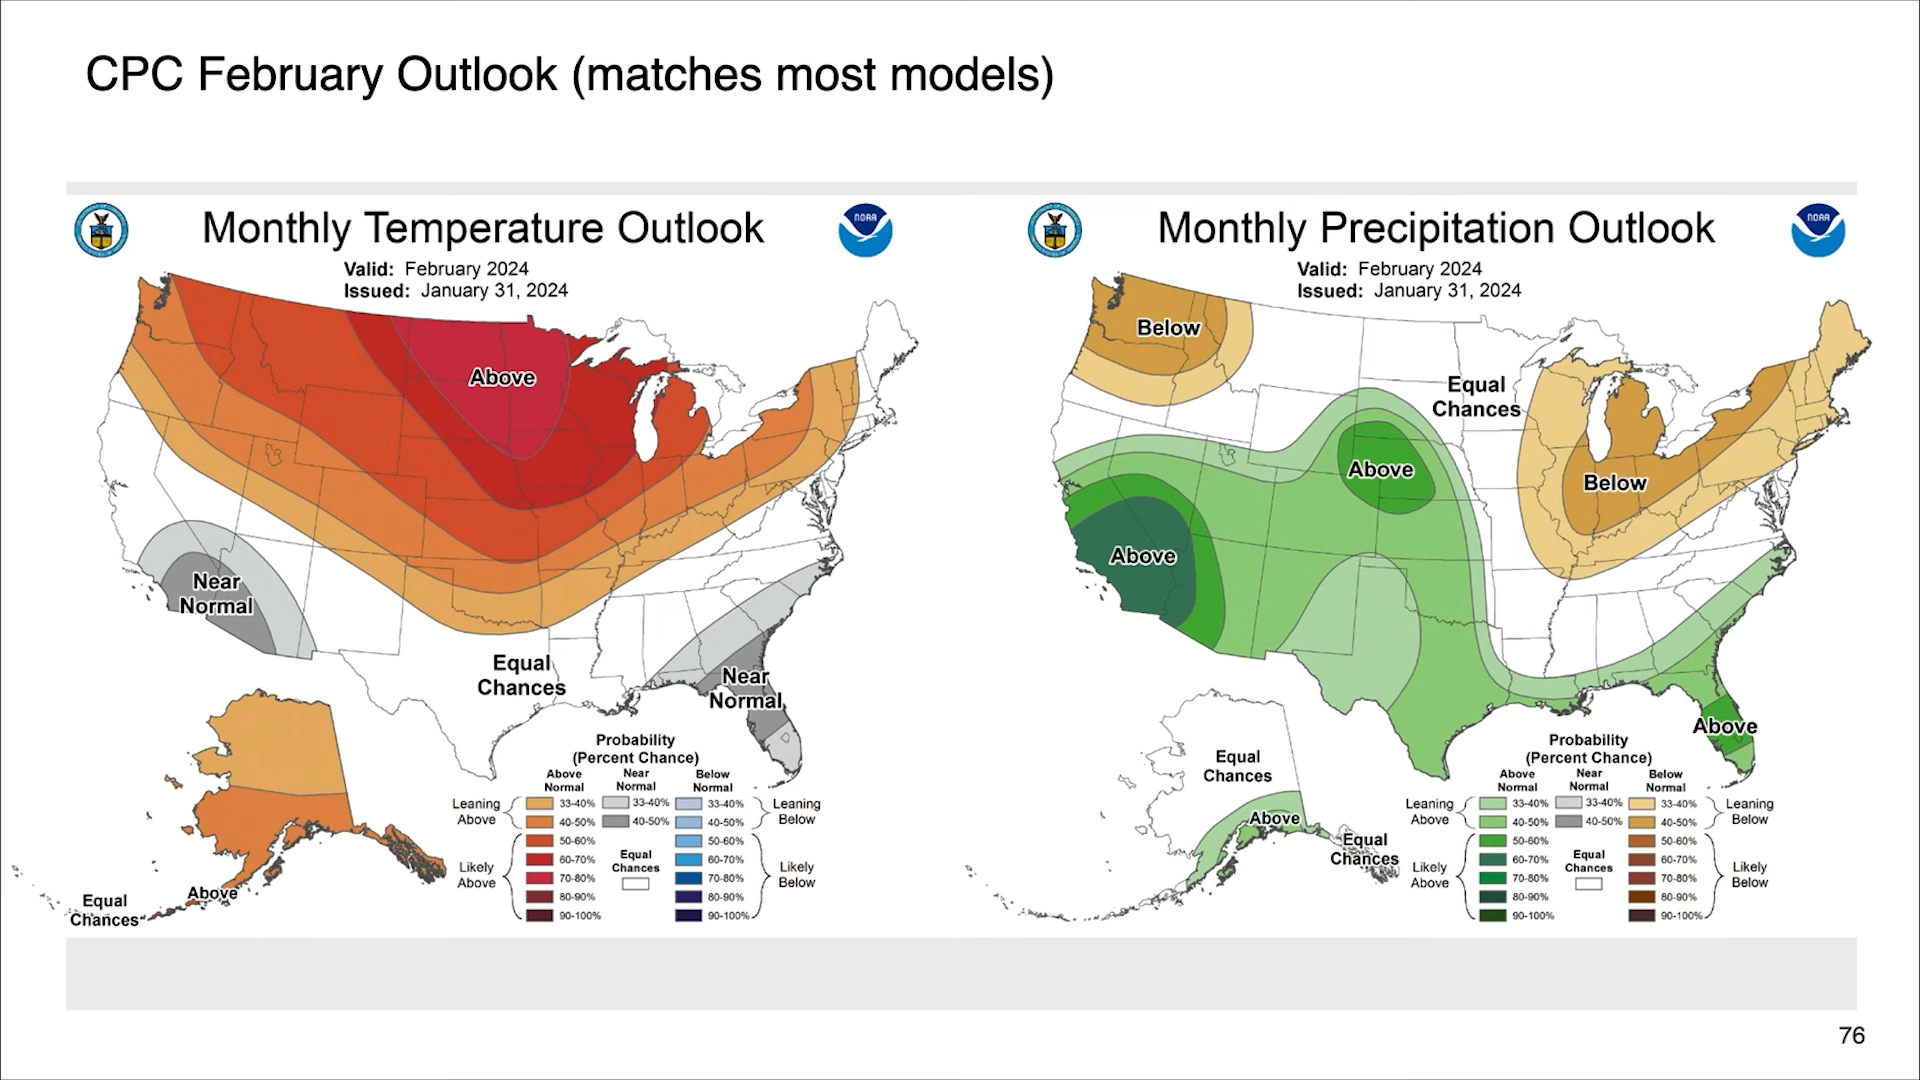 CPC February Outlook (matches most models)
Monthly Temperature Outlook
NOAA
Valid: February 2024
Issued: January 31, 2024
Above
Near
Normal
Equal
Chances
Near
Normal
Above
Equal
Chances
Probability
(Percent Chance)
Above
Normal
Near
Normal
Below
Normal
Leaning
Above
33-40%
33-40%
33-40%
Leaning
Below
40-50%
40-50%
40-50%
Likely
Above
50-60%
50-60%
Likely
Below
60-70%
60-70%
Equal
Chances
70-80%
70-80%
80-90%
80-90%
90-100%
90-100%
Monthly Precipitation Outlook
NOAA
Valid: February 2024
Issued: January 31, 2024
Below
Equal
Chances
Above
Below
Above
Above
Equal
Chances
Above
Equal
Chances
Probability
(Percent Chance)
Above
Normal
Near
Normal
Below
Normal
Leaning
Above
33-40%
33-40%
33-40%
Leaning
Below
40-50%
40-50%
40-50%
Likely
Above
50-60%
50-60%
Likely
Below
60-70%
60-70%
Equal
Chances
70-80%
70-80%
80-90%
80-90%
90-100%
90-100%
76